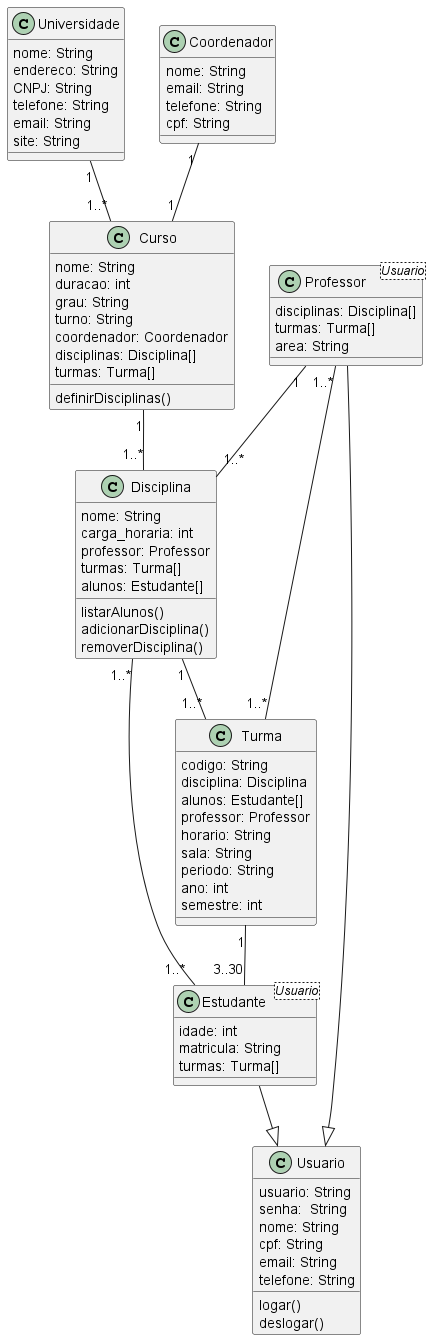 C Universidade
nome: String
endereco: String
CNPJ: String
telefone: String
email: String
site: String
C Coordenador
nome: String
email: String
telefone: String
cpf: String
1
1
1..*
1
C Curso
nome: String
duracao: int
grau: String
turno: String
coordenador: Coordenador
disciplinas: Disciplina[]
turmas: Turma[]
definirDisciplinas()
C Professor
Usuario
disciplinas: Disciplina[]
turmas: Turma[]
area: String
1
1..*
1
1..*
1..*
C Disciplina
nome: String
carga_horaria: int
professor: Professor
turmas: Turma[]
alunos: Estudante[]
listarAlunos()
adicionarDisciplina()
removerDisciplina()
1..*
1
1..*
1..*
C Turma
codigo: String
disciplina: Disciplina
alunos: Estudante[]
professor: Professor
horario: String
sala: String
periodo: String
ano: int
semestre: int
1
1..*
3..30
C Estudante
Usuario
idade: int
matricula: String
turmas: Turma[]
C Usuario
usuario: String
senha:  String
nome: String
cpf: String
email: String
telefone: String
logar()
deslogar()